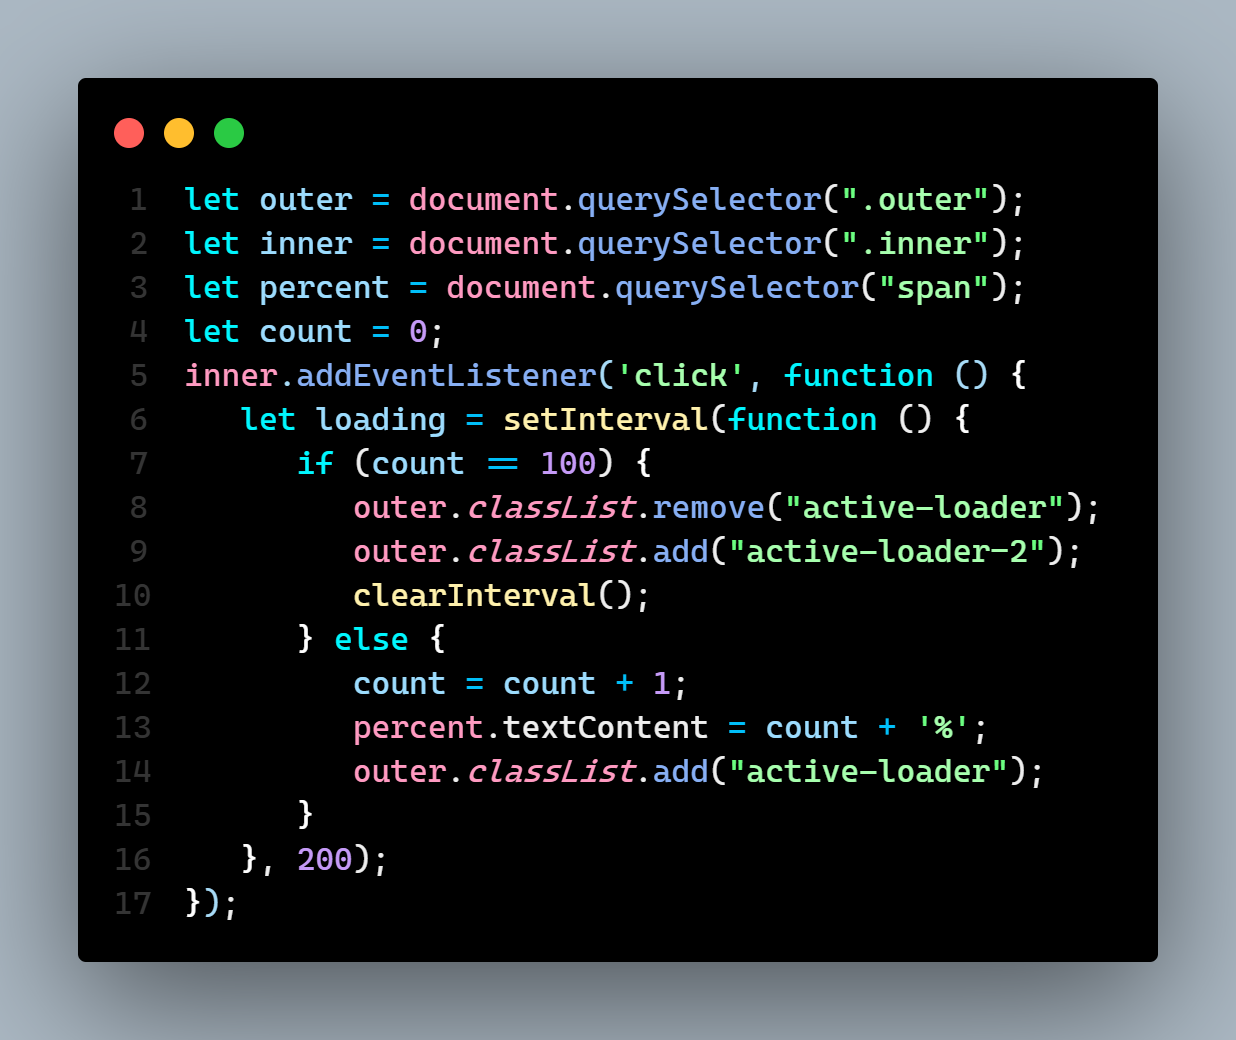 1 let outer = document.querySelector(".outer");
2 let inner = document.querySelector(".inner");
3 let percent = document.querySelector("span");
4 let count = 0;
5 inner.addEventListener('click', function () {
6    let loading = setInterval(function () {
7       if (count == 100) {
8          outer.classList.remove("active-loader");
9          outer.classList.add("active-loader-2");
10          clearInterval();
11       } else {
12          count = count + 1;
13          percent.textContent = count + '%';
14          outer.classList.add("active-loader");
15       }
16    }, 200);
17 });